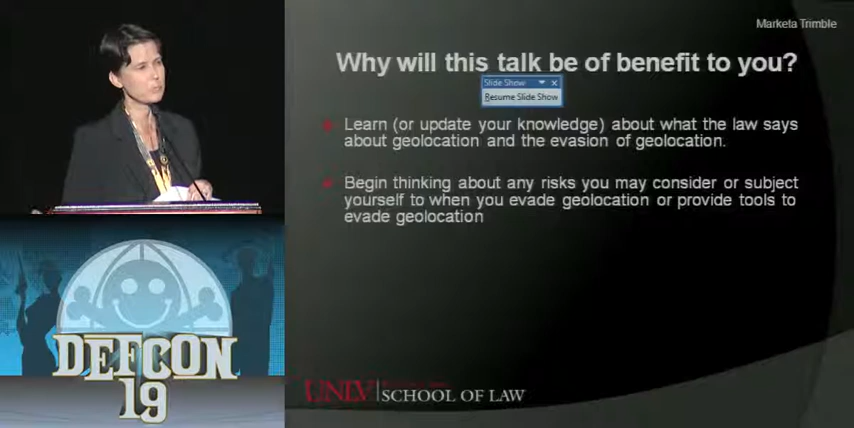 Marketa Trimble
Why will this talk be of benefit to you?
Slide Show
Resume Slide Show
Learn (or update your knowledge) about what the law says
about geolocation and the evasion of geolocation.
Begin thinking about any risks you may consider or subject
yourself to when you evade geolocation or provide tools to
evade geolocation
DEFCON
19
UNLV SCHOOL OF LAW